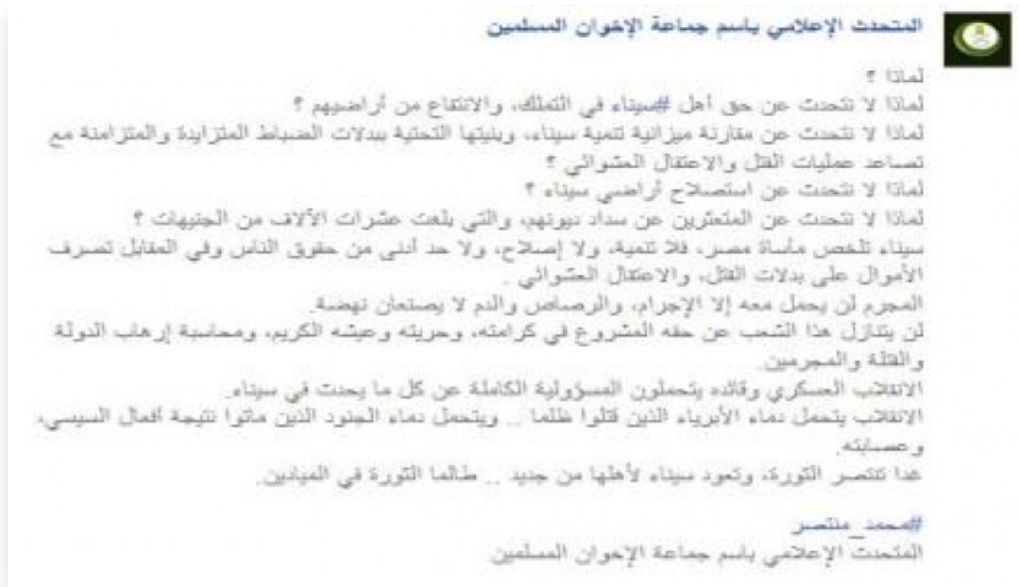 المتحدث الإعلامي باسم جماعة الإخوان المسلمين
لماذا ؟
لماذا لا نتحدث عن حق أهل #سيناء في التملك، والانتفاع من أراضيهم ؟
لماذا لا نتحدث عن مقارنة ميزانية تنمية سيناء، وبنيتها التحتية ببدلات الضباط المتزايدة والمتزامنة مع
تصاعد عمليات القتل والاعتقال العشوائي ؟
لماذا لا نتحدث عن استصلاح أراضي سيناء ؟
لماذا لا نتحدث عن المتعثرين عن سداد ديونهم، والتي بلغت عشرات الآلاف من الجنيهات ؟
سيناء تلخص مأساة مصر، فلا تنمية، ولا إصلاح، ولا حد أدنى من حقوق الناس وفي المقابل تصرف
الأموال على بدلات القتل، والاعتقال العشوائي .
المجرم لن يحمل معه إلا الإجرام، والرصاص والدم لا يصنعان نهضة.
لن يتنازل هذا الشعب عن حقه المشروع في كرامته، وحريته وعيشه الكريم، ومحاسبة إرهاب الدولة
والقتلة والمجرمين.
الانقلاب العسكري وقائده يتحملون المسؤولية الكاملة عن كل ما يحدث في سيناء.
الانقلاب يتحمل دماء الأبرياء الذين قتلوا ظلما .. ويتحمل دماء الجنود الذين ماتوا نتيجة أفعال السيسي،
وعصابته.
غدا تنتصر الثورة، وتعود سيناء لأهلها من جديد .. طالما الثورة في الميادين.
#محمد_منتصر
المتحدث الإعلامي باسم جماعة الإخوان المسلمين